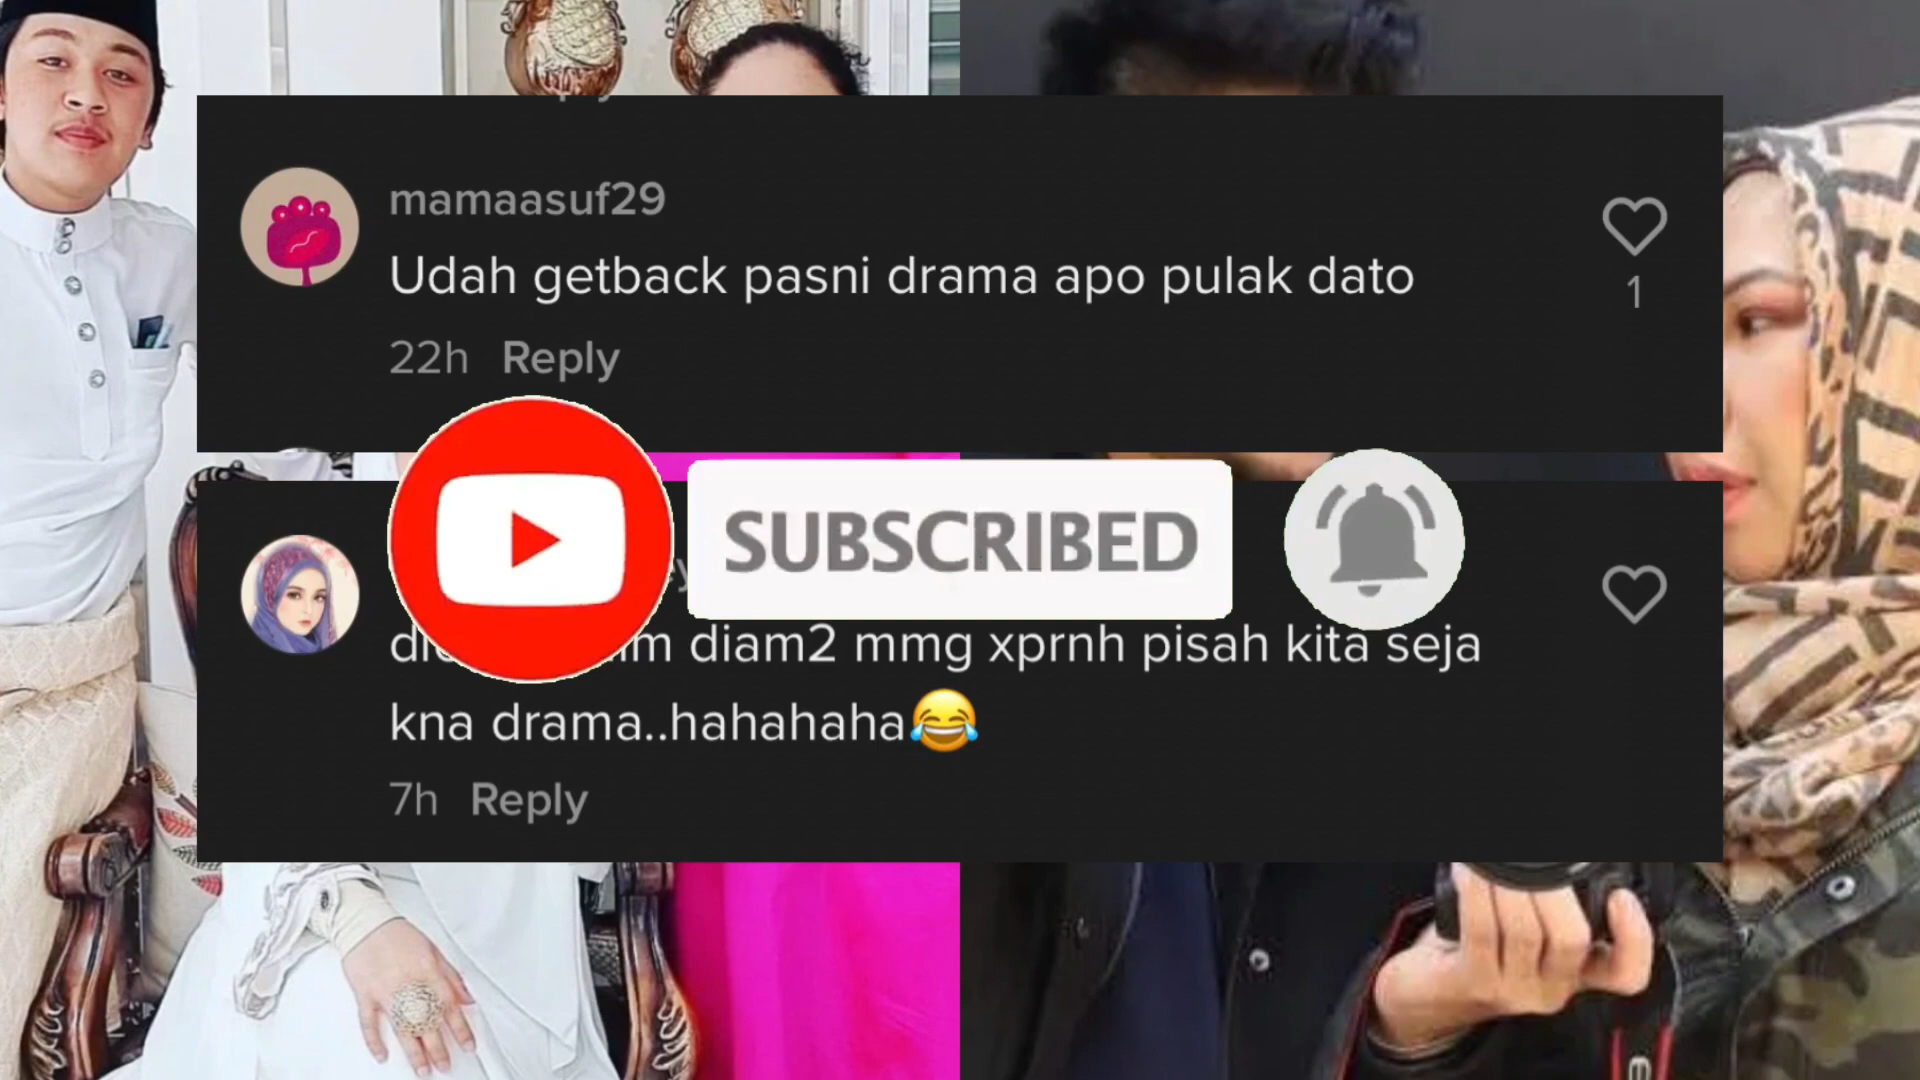 mamaasuf29
Udah getback pasni drama apo pulak dato
1
22h Reply
SUBSCRIBED
diam2 mmg xprnh pisah kita seja
kna drama..hahahaha😂
7h Reply